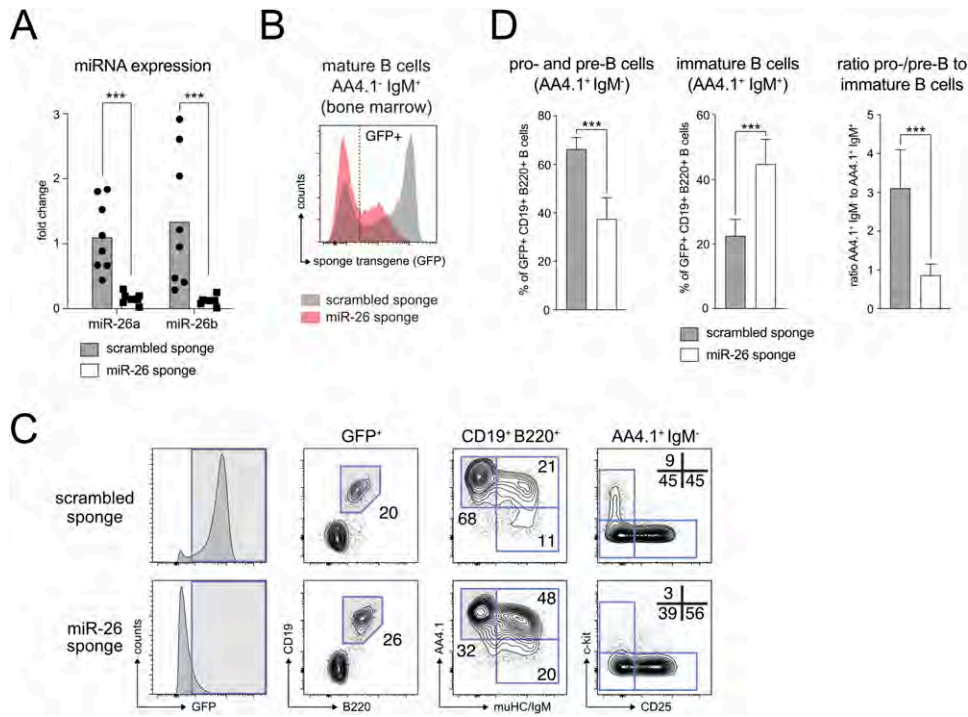 A
miRNA expression
***
***
fold change
3
2
1
0
miR-26a
miR-26b
scrambled sponge
miR-26 sponge
B
mature B cells
AA4.1⁻ IgM⁺
(bone marrow)
GFP+
counts
sponge transgene (GFP)
scrambled sponge
miR-26 sponge
D
pro- and pre-B cells
(AA4.1⁺ IgM⁻)
***
% of GFP+ CD19+ B220+ B cells
80
60
40
20
0
immature B cells
(AA4.1⁺ IgM⁺)
***
% of GFP+ CD19+ B220+ B cells
60
40
20
0
scrambled sponge
miR-26 sponge
ratio pro-/pre-B to
immature B cells
***
ratio AA4.1⁺ IgM⁻ to AA4.1⁺ IgM⁺
5
4
3
2
1
0
C
GFP⁺
CD19⁺ B220⁺
AA4.1⁺ IgM⁻
scrambled
sponge
20
21
68
11
9
45 45
miR-26
sponge
26
48
32
20
3
39 56
counts
GFP
CD19
B220
AA4.1
muHC/IgM
c-kit
CD25